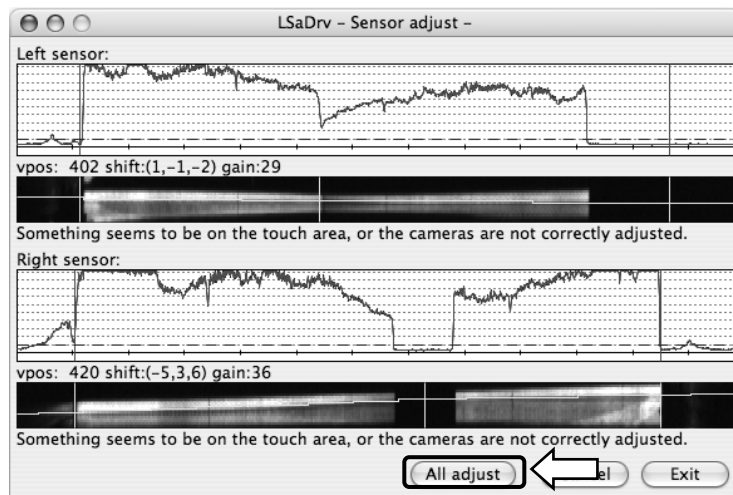 LSaDrv – Sensor adjust –
Left sensor:
vpos: 402 shift:(1,-1,-2) gain:29
Something seems to be on the touch area, or the cameras are not correctly adjusted.
Right sensor:
vpos: 420 shift:(-5,3,6) gain:36
Something seems to be on the touch area, or the cameras are not correctly adjusted.
All adjust el Exit